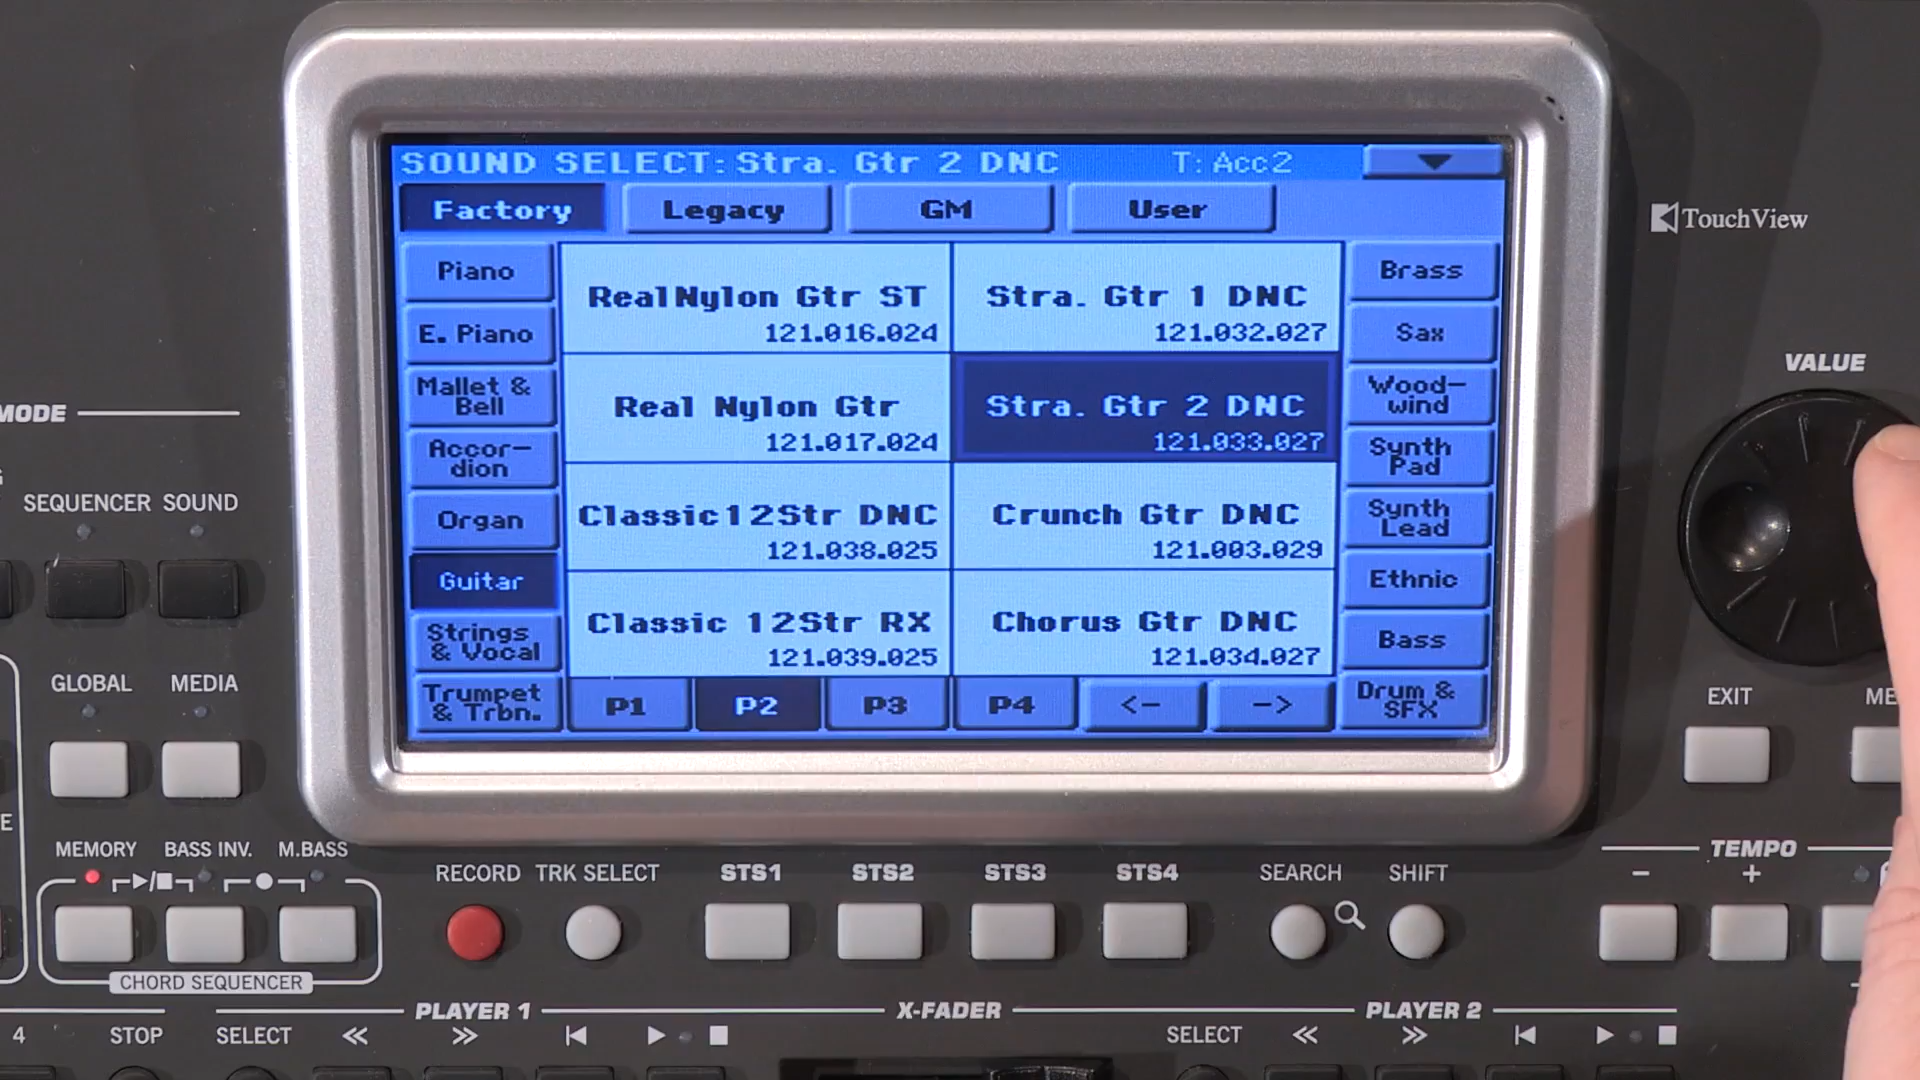 SOUND SELECT: Stra. Gtr 2 DNC T: Acc2
Factory Legacy GM User
Piano
E. Piano
Mallet &
Bell
Accor-
dion
Organ
Guitar
Strings
& Vocal
Trumpet
& Trbn.
RealNylon Gtr ST
121.016.024
Real Nylon Gtr
121.017.024
Classic12Str DNC
121.038.025
Classic 12Str RX
121.039.025
Stra. Gtr 1 DNC
121.032.027
Stra. Gtr 2 DNC
121.033.027
Crunch Gtr DNC
121.003.029
Chorus Gtr DNC
121.034.027
Brass
Sax
Wood-
wind
Synth
Pad
Synth
Lead
Ethnic
Bass
Drum &
SFX
P1 P2 P3 P4 <- ->
TouchView
VALUE
MODE
SEQUENCER SOUND
GLOBAL MEDIA
EXIT
MEMORY BASS INV. M.BASS
CHORD SEQUENCER
RECORD TRK SELECT STS1 STS2 STS3 STS4 SEARCH SHIFT
TEMPO
- +
PLAYER 1 X-FADER PLAYER 2
4 STOP SELECT SELECT